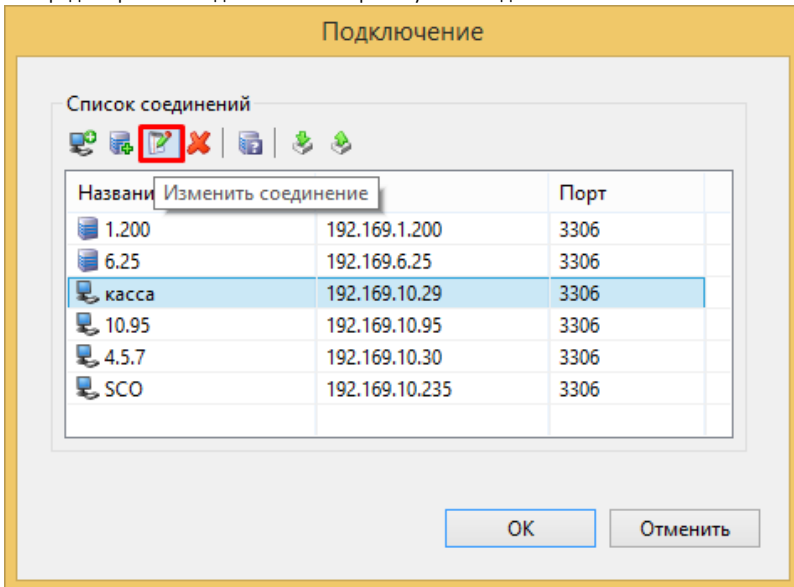 Подключение
Список соединений
Названи
Изменить соединение
Порт
1.200 192.169.1.200 3306
6.25 192.169.6.25 3306
касса 192.169.10.29 3306
10.95 192.169.10.95 3306
4.5.7 192.169.10.30 3306
SCO 192.169.10.235 3306
OK Отменить